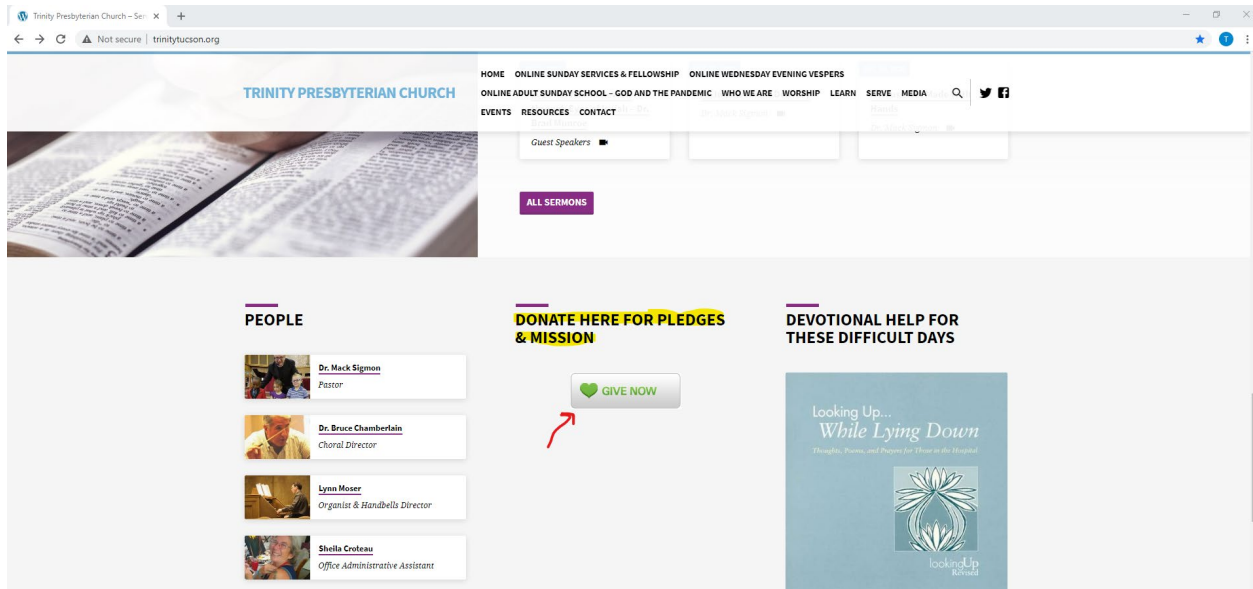 Trinity Presbyterian Church – Ser
Not secure | trinitytucson.org
T
TRINITY PRESBYTERIAN CHURCH
HOME ONLINE SUNDAY SERVICES & FELLOWSHIP ONLINE WEDNESDAY EVENING VESPERS
ONLINE ADULT SUNDAY SCHOOL – GOD AND THE PANDEMIC WHO WE ARE WORSHIP LEARN SERVE MEDIA
EVENTS RESOURCES CONTACT
Guest Speakers
ALL SERMONS
PEOPLE
Dr. Mack Sigmon
Pastor
Dr. Bruce Chamberlain
Choral Director
Lynn Moser
Organist & Handbells Director
Sheila Croteau
Office Administrative Assistant
DONATE HERE FOR PLEDGES
& MISSION
GIVE NOW
DEVOTIONAL HELP FOR
THESE DIFFICULT DAYS
Looking Up...
While Lying Down
Thoughts, Poems, and Prayers for Those in the Hospital
lookingUp
Revised